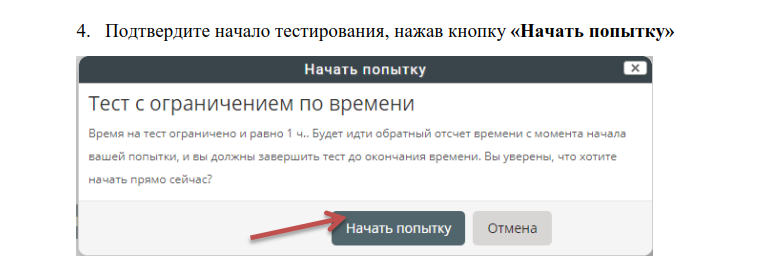 4. Подтвердите начало тестирования, нажав кнопку «Начать попытку»
Начать попытку
Тест с ограничением по времени
Время на тест ограничено и равно 1 ч.. Будет идти обратный отсчет времени с момента начала
вашей попытки, и вы должны завершить тест до окончания времени. Вы уверены, что хотите
начать прямо сейчас?
Начать попытку Отмена